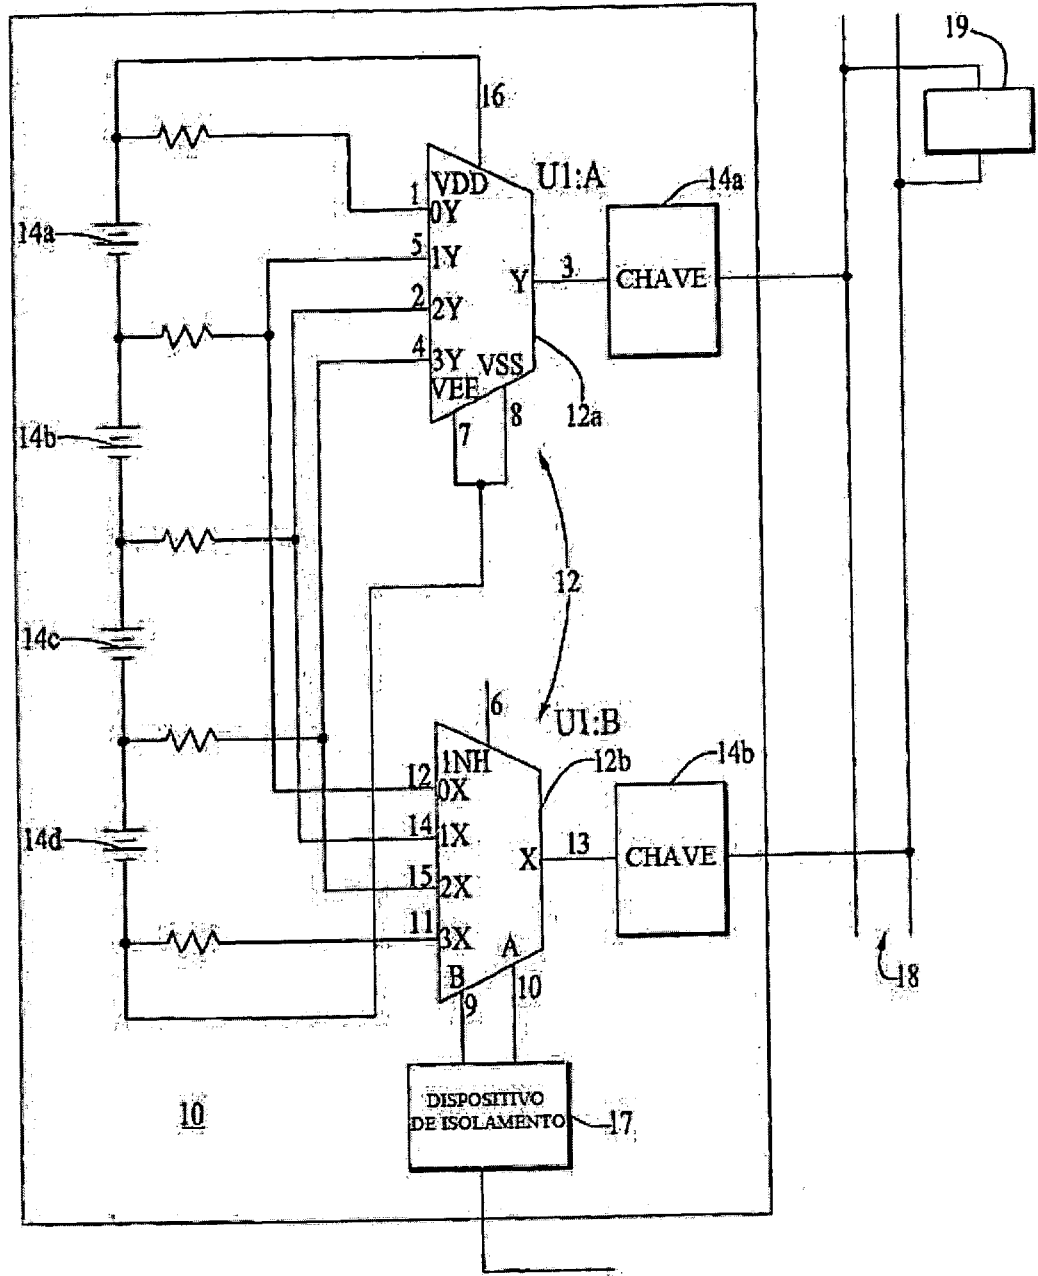 19
16
VDD
U1:A
14a
1
0Y
14a
5
1Y
Y
3
CHAVE
2
2Y
4
3Y
VSS
VEE
12a
8
7
14b
12
14c
6
U1:B
1NH
12b
14b
12
0X
14
1X
14d
X
13
CHAVE
15
2X
11
3X
A
B
10
9
18
10
DISPOSITIVO
DE ISOLAMENTO
17